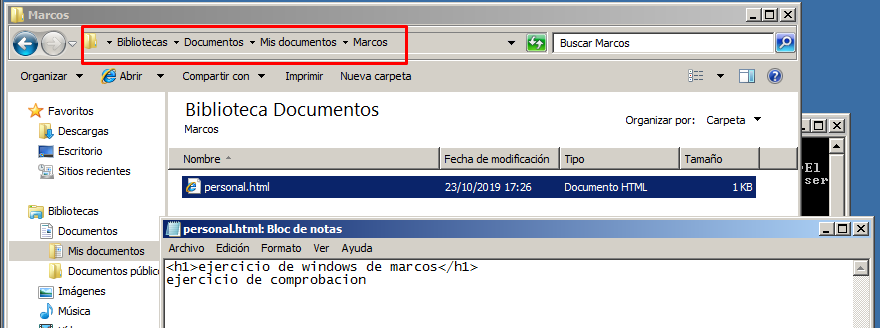 Marcos
Bibliotecas Documentos Mis documentos Marcos
Buscar Marcos
Organizar Abrir Compartir con Imprimir Nueva carpeta
Favoritos
Descargas
Escritorio
Sitios recientes
Bibliotecas
Documentos
Mis documentos
Documentos públic
Imágenes
Música
Biblioteca Documentos
Marcos
Organizar por: Carpeta
Nombre Fecha de modificación Tipo Tamaño
personal.html 23/10/2019 17:26 Documento HTML 1 KB
El
ser
personal.html: Bloc de notas
Archivo Edición Formato Ver Ayuda
<h1>ejercicio de windows de marcos</h1>
ejercicio de comprobacion